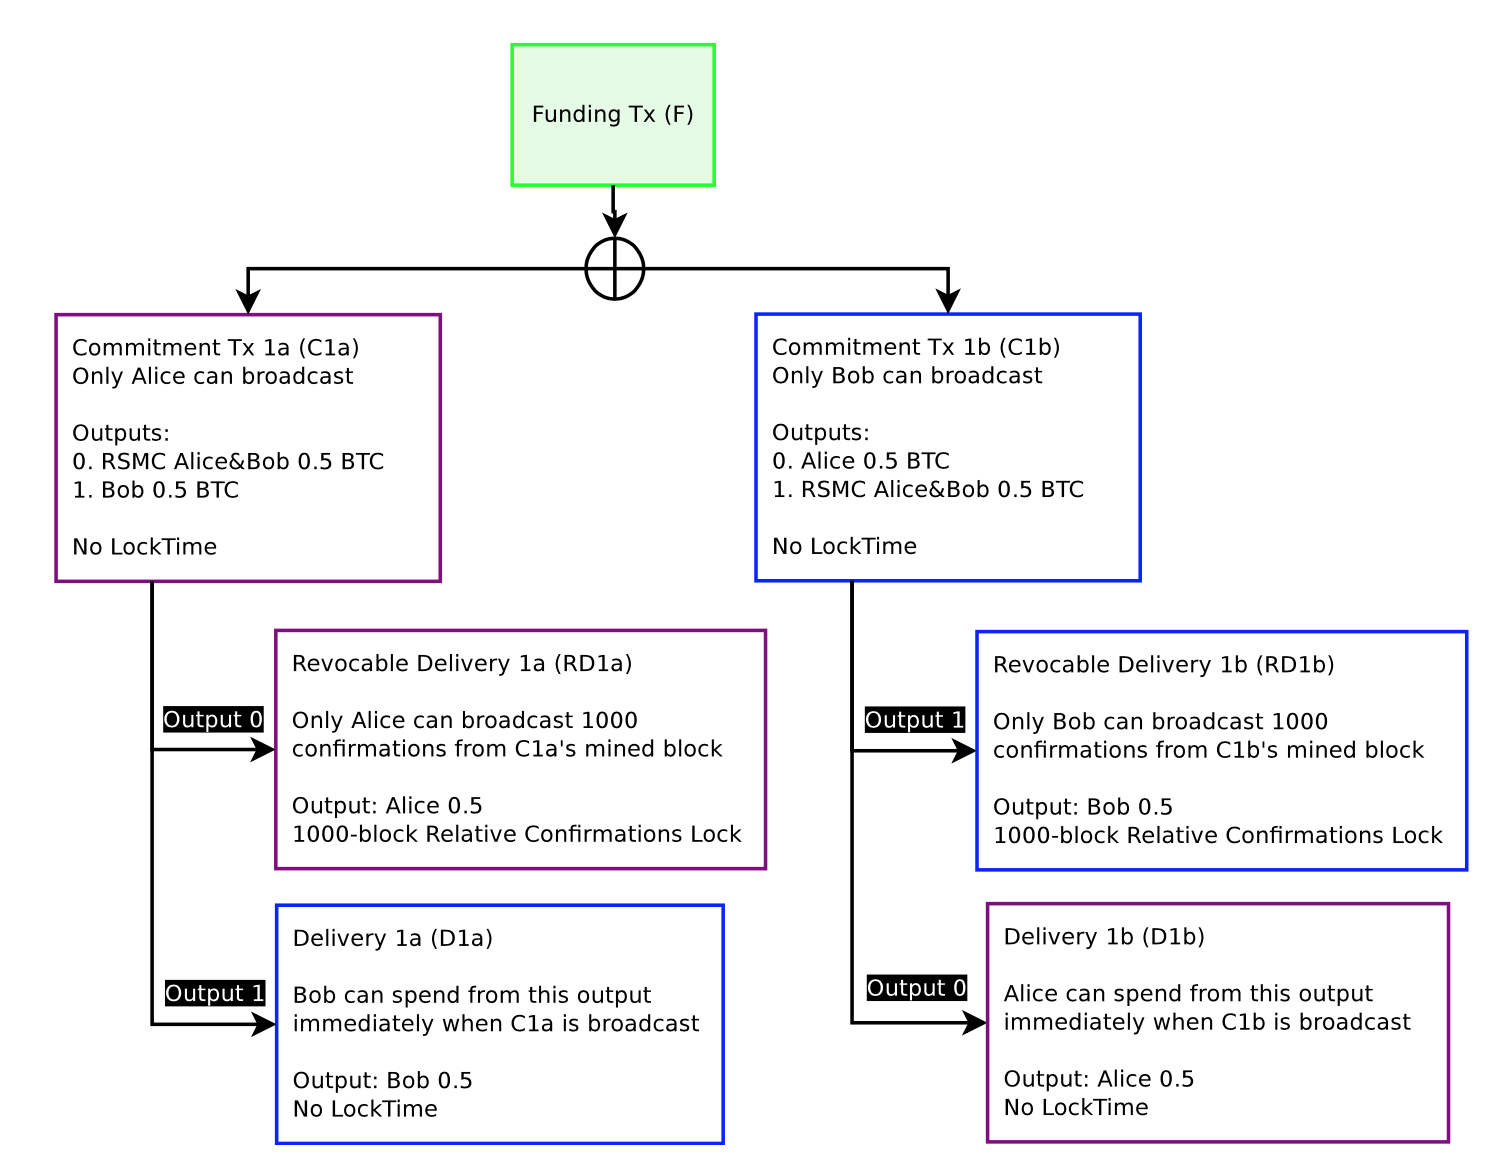 Funding Tx (F)
Commitment Tx 1a (C1a)
Only Alice can broadcast
Outputs:
0. RSMC Alice&Bob 0.5 BTC
1. Bob 0.5 BTC
No LockTime
Commitment Tx 1b (C1b)
Only Bob can broadcast
Outputs:
0. Alice 0.5 BTC
1. RSMC Alice&Bob 0.5 BTC
No LockTime
Output 0
Revocable Delivery 1a (RD1a)
Only Alice can broadcast 1000
confirmations from C1a's mined block
Output: Alice 0.5
1000-block Relative Confirmations Lock
Output 1
Revocable Delivery 1b (RD1b)
Only Bob can broadcast 1000
confirmations from C1b's mined block
Output: Bob 0.5
1000-block Relative Confirmations Lock
Output 1
Delivery 1a (D1a)
Bob can spend from this output
immediately when C1a is broadcast
Output: Bob 0.5
No LockTime
Output 0
Delivery 1b (D1b)
Alice can spend from this output
immediately when C1b is broadcast
Output: Alice 0.5
No LockTime